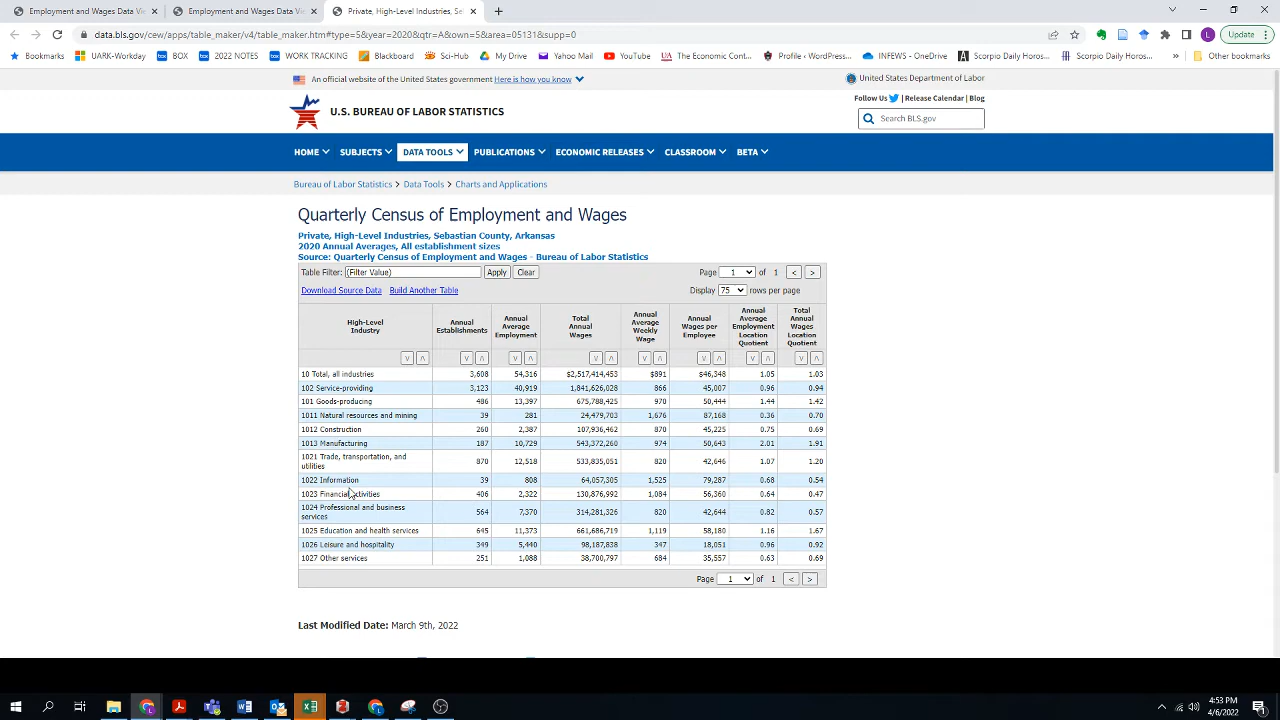 Employment and Wages Data Vi
Employment and Wages Data Vi
Private, High-Level Industries, Se
Update
data.bls.gov/cew/apps/table_maker/v4/table_maker.htm#type=5&year=2020&qtr=A&own=5&area=05131&supp=0
Bookmarks UARK-Workday BOX 2022 NOTES WORK TRACKING Blackboard Sci-Hub My Drive YouTube The Economic Cont... Profile – WordPress... INFEWS - OneDrive Scorpio Daily Horos... Scorpio Daily Horos... » Other bookmarks
An official website of the United States government Here is how you know
United States Department of Labor
Follow Us | Release Calendar | Blog
U.S. BUREAU OF LABOR STATISTICS
Search BLS.gov
HOME SUBJECTS DATA TOOLS PUBLICATIONS ECONOMIC RELEASES CLASSROOM BETA
Bureau of Labor Statistics > Data Tools > Charts and Applications
Quarterly Census of Employment and Wages
Private, High-Level Industries, Sebastian County, Arkansas
2020 Annual Averages, All establishment sizes
Source: Quarterly Census of Employment and Wages - Bureau of Labor Statistics
Table Filter: (Filter Value) Apply Clear Page 1 of 1 < >
Download Source Data Build Another Table Display 75 rows per page
High-Level Industry Annual Establishments Annual Average Employment Total Annual Wages Annual Average Weekly Wage Annual Wages per Employee Annual Average Employment Location Quotient Total Annual Wages Location Quotient
10 Total, all industries 3,608 54,316 $2,517,414,453 $891 $46,348 1.05 1.03
102 Service-providing 3,123 40,919 1,841,626,028 866 45,007 0.96 0.94
101 Goods-producing 486 13,397 675,788,425 970 50,444 1.44 1.42
1011 Natural resources and mining 39 281 24,479,703 1,676 87,168 0.36 0.70
1012 Construction 260 2,387 107,936,462 870 45,225 0.75 0.69
1013 Manufacturing 187 10,729 543,372,260 974 50,643 2.01 1.91
1021 Trade, transportation, and utilities 870 12,518 533,835,051 820 42,646 1.07 1.20
1022 Information 39 808 64,057,305 1,525 79,287 0.68 0.54
1023 Financial activities 406 2,322 130,876,992 1,084 56,360 0.64 0.47
1024 Professional and business services 564 7,370 314,281,326 820 42,644 0.82 0.57
1025 Education and health services 645 11,373 661,686,719 1,119 58,180 1.16 1.67
1026 Leisure and hospitality 349 5,440 98,187,838 347 18,051 0.96 0.92
1027 Other services 251 1,088 38,700,797 684 35,557 0.63 0.69
Page 1 of 1 < >
Last Modified Date: March 9th, 2022
4:53 PM
4/6/2022